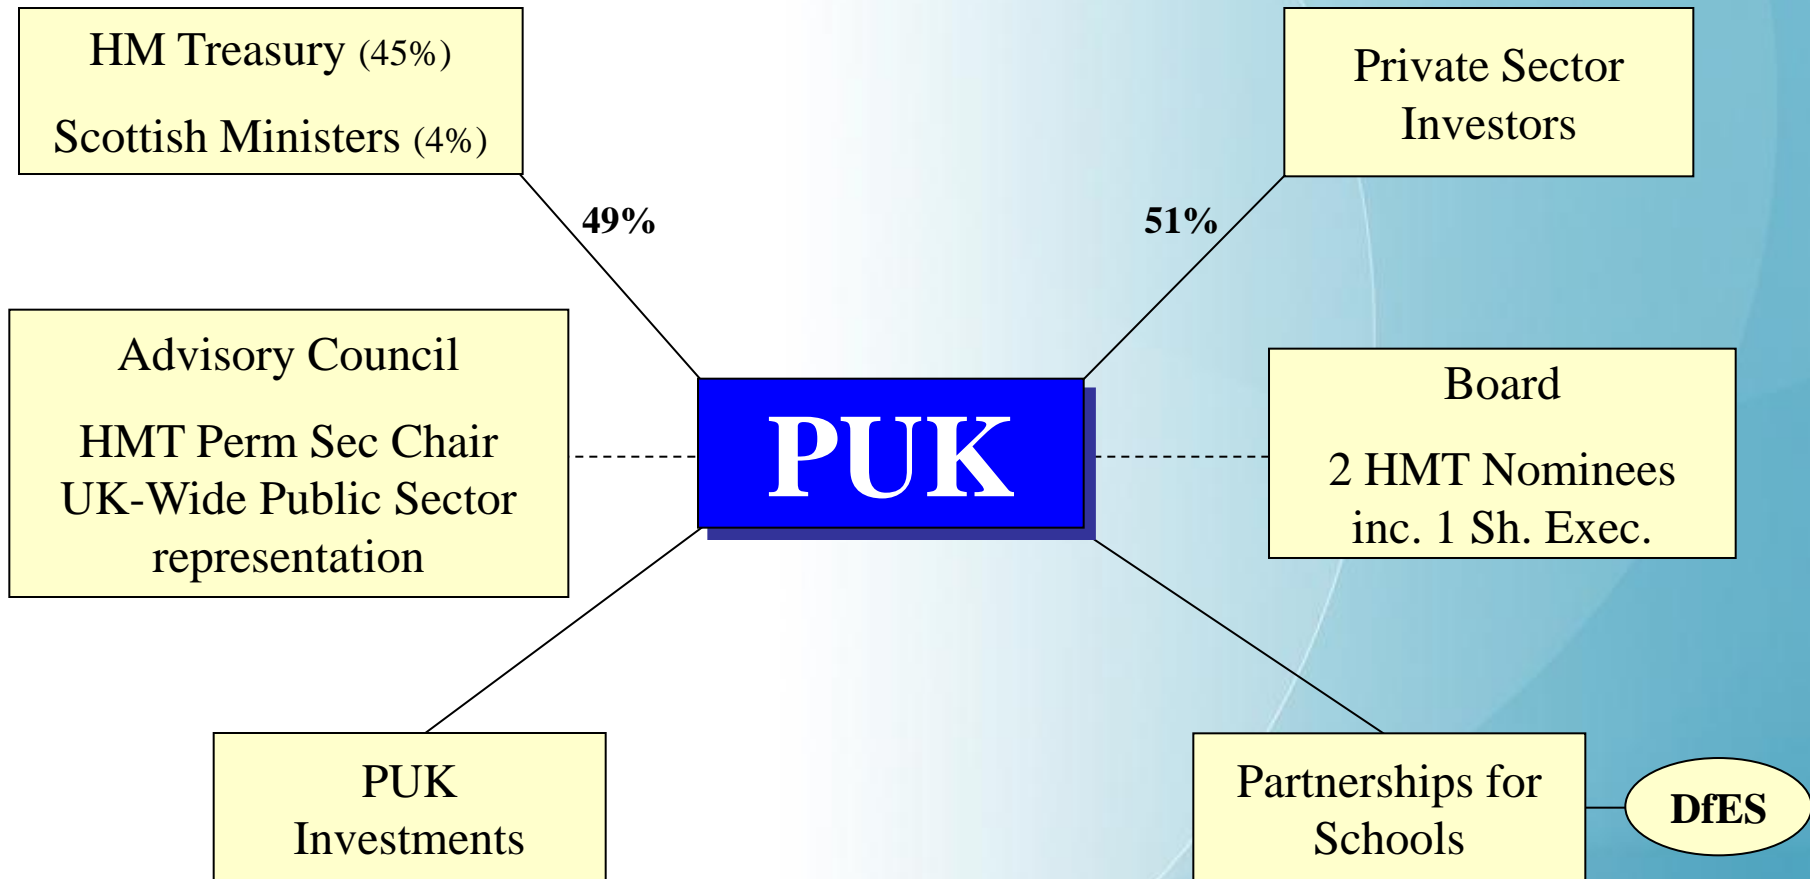 HM Treasury (45%)
Scottish Ministers (4%)
Private Sector
Investors
49%
51%
Advisory Council
HMT Perm Sec Chair
UK-Wide Public Sector
representation
PUK
Board
2 HMT Nominees
inc. 1 Sh. Exec.
PUK
Investments
Partnerships for
Schools
DfES